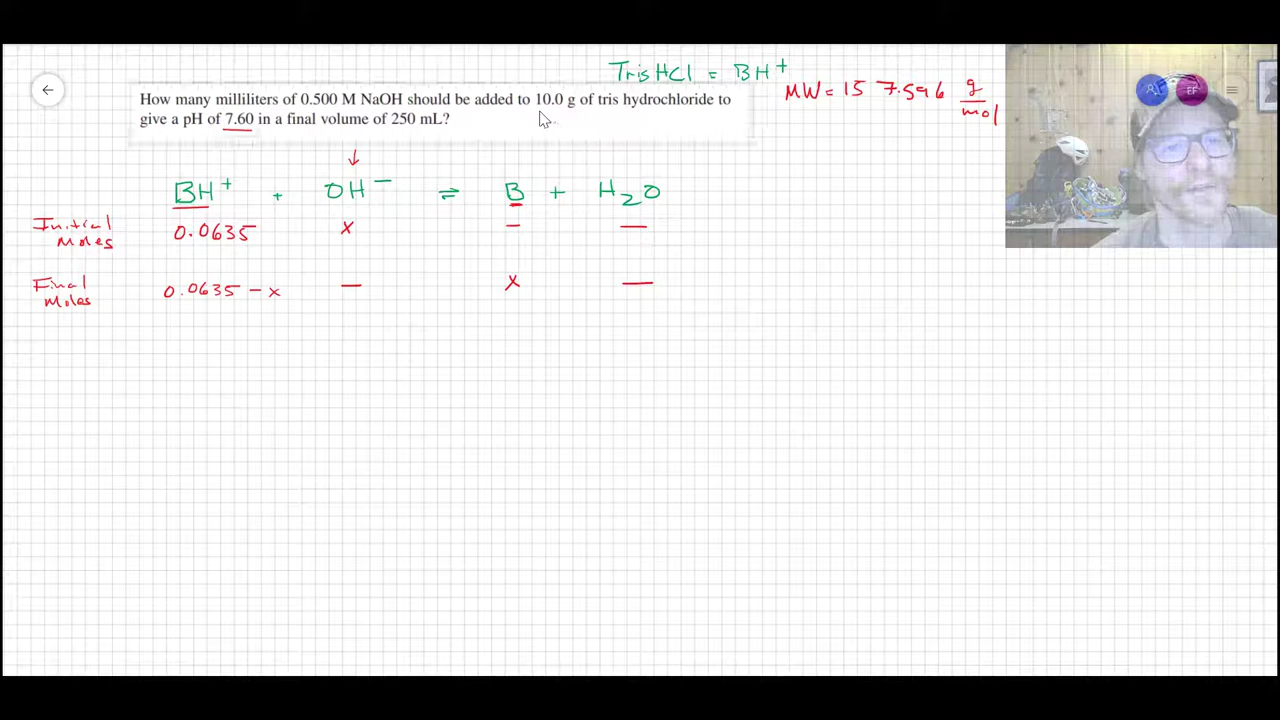 TrisHCl = BH+
MW = 157.596 g/mol
How many milliliters of 0.500 M NaOH should be added to 10.0 g of tris hydrochloride to
give a pH of 7.60 in a final volume of 250 mL?
↓
BH+ + OH− ⇌ B + H2O
Initial Moles 0.0635 x − —
Final Moles 0.0635 − x — x —
EF